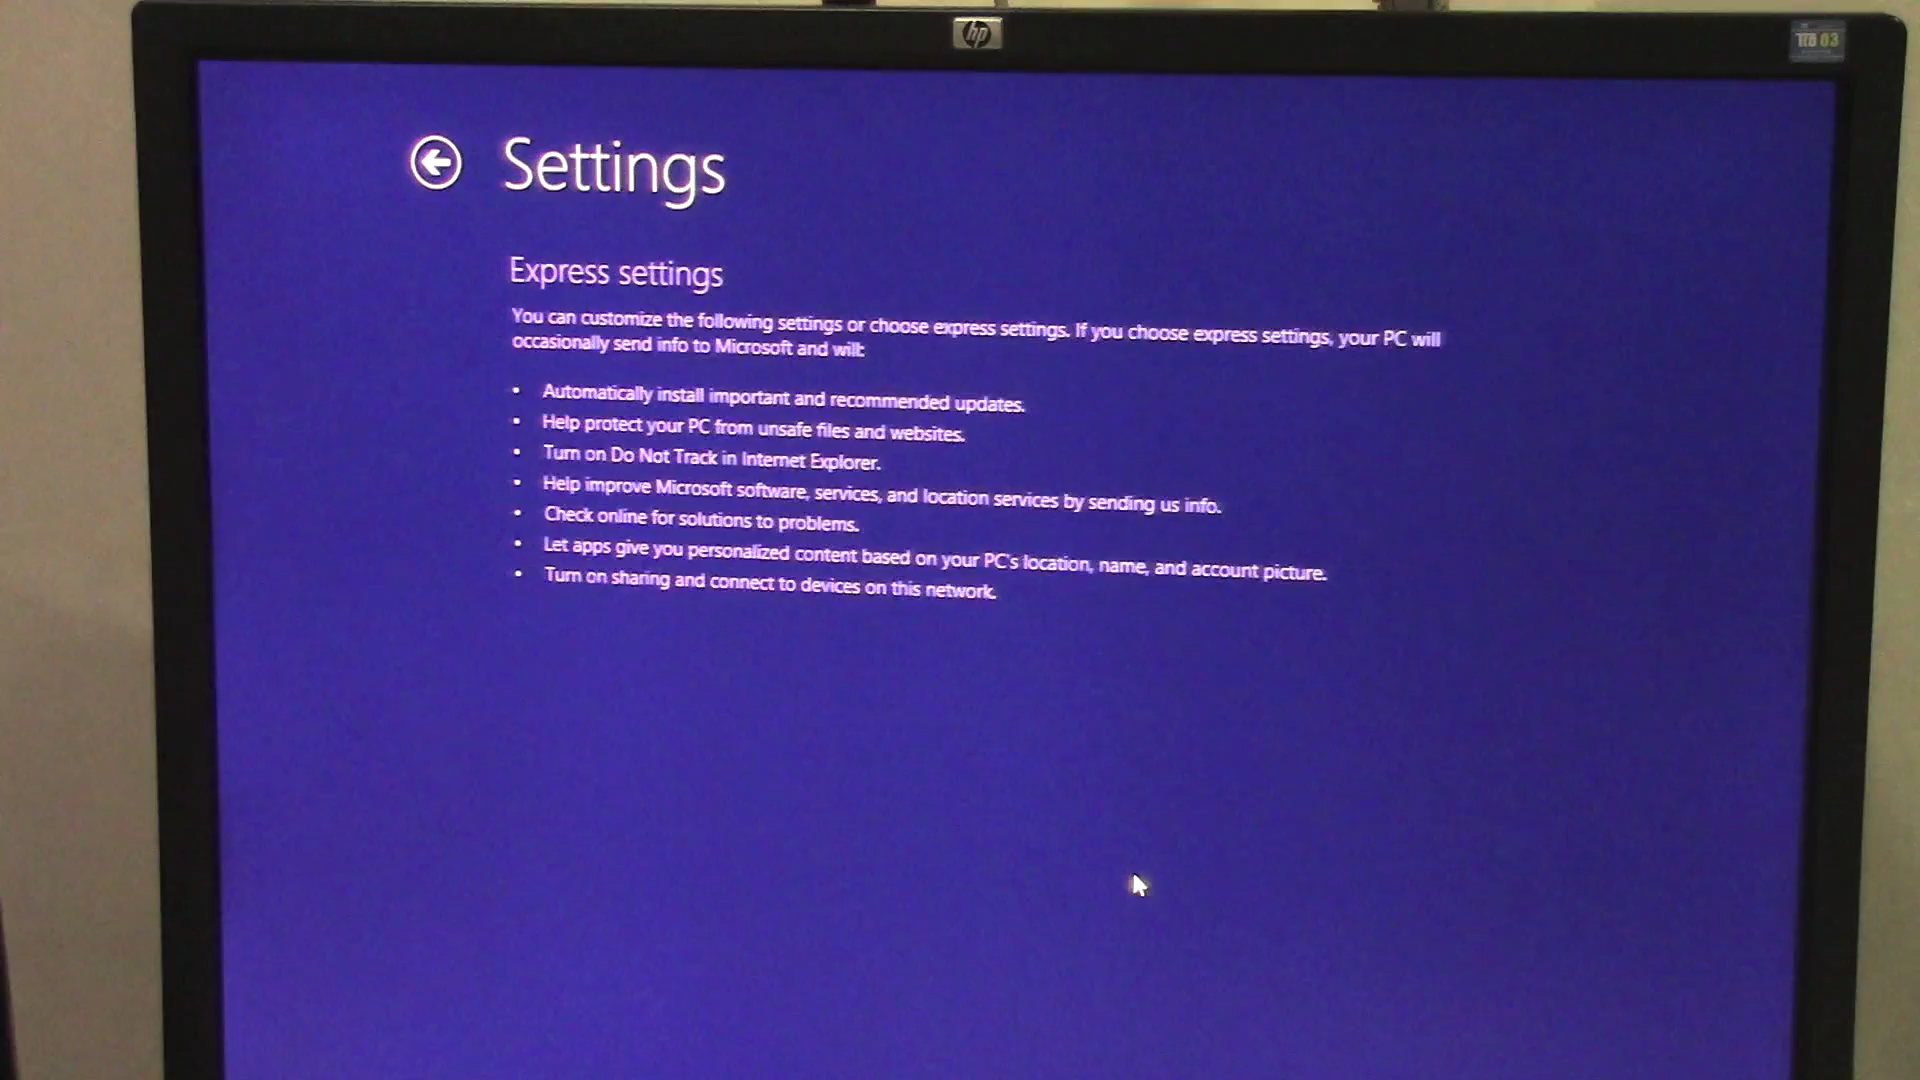 hp
TCO 03
Settings
Express settings
You can customize the following settings or choose express settings. If you choose express settings, your PC will
occasionally send info to Microsoft and will:
• Automatically install important and recommended updates.
• Help protect your PC from unsafe files and websites.
• Turn on Do Not Track in Internet Explorer.
• Help improve Microsoft software, services, and location services by sending us info.
• Check online for solutions to problems.
• Let apps give you personalized content based on your PC's location, name, and account picture.
• Turn on sharing and connect to devices on this network.